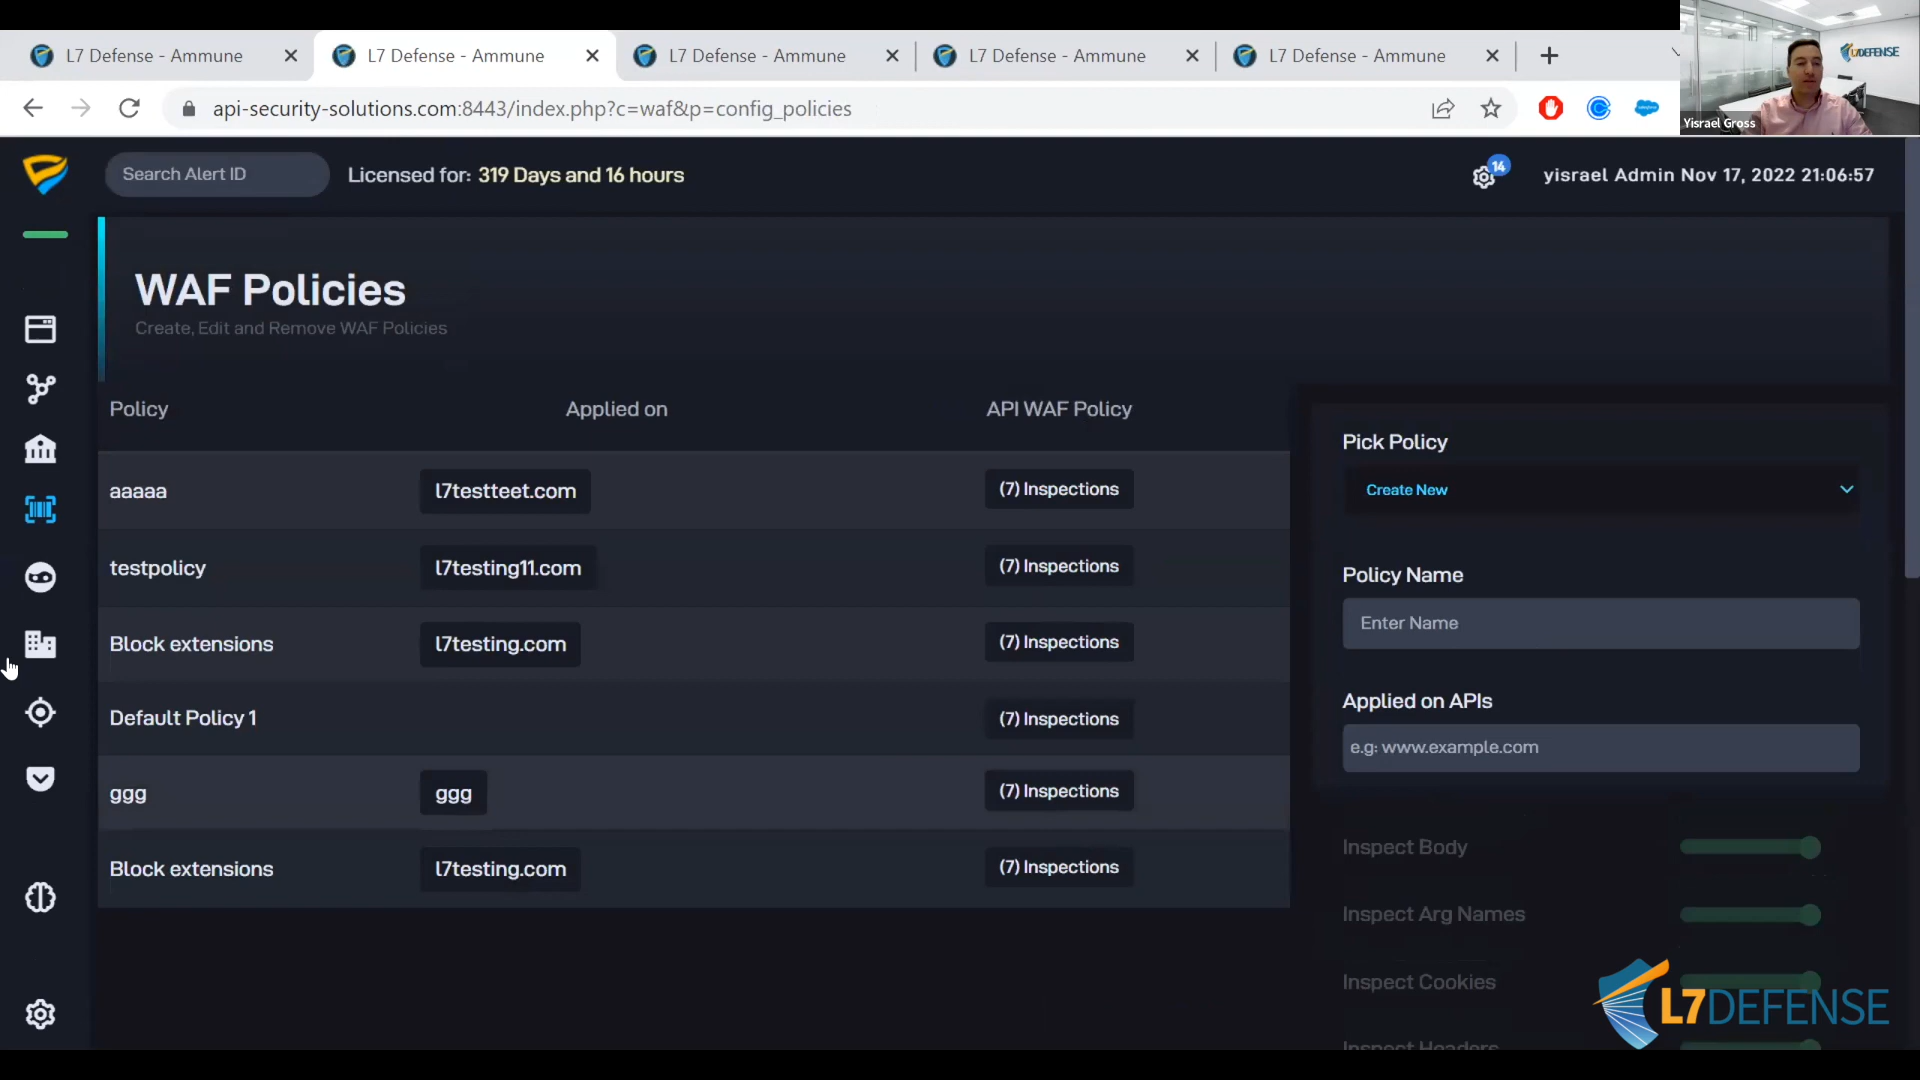 L7 Defense - Ammune
L7 Defense - Ammune
L7 Defense - Ammune
L7 Defense - Ammune
L7 Defense - Ammune
api-security-solutions.com:8443/index.php?c=waf&p=config_policies
L7DEFENSE
Yisrael Gross
Search Alert ID
Licensed for: 319 Days and 16 hours
14
yisrael Admin Nov 17, 2022 21:06:57
WAF Policies
Create, Edit and Remove WAF Policies
Policy Applied on API WAF Policy
aaaaa l7testteet.com (7) Inspections
testpolicy l7testing11.com (7) Inspections
Block extensions l7testing.com (7) Inspections
Default Policy 1 (7) Inspections
ggg ggg (7) Inspections
Block extensions l7testing.com (7) Inspections
Pick Policy
Create New
Policy Name
Enter Name
Applied on APIs
e.g: www.example.com
Inspect Body
Inspect Arg Names
Inspect Cookies
Inspect Headers
L7DEFENSE